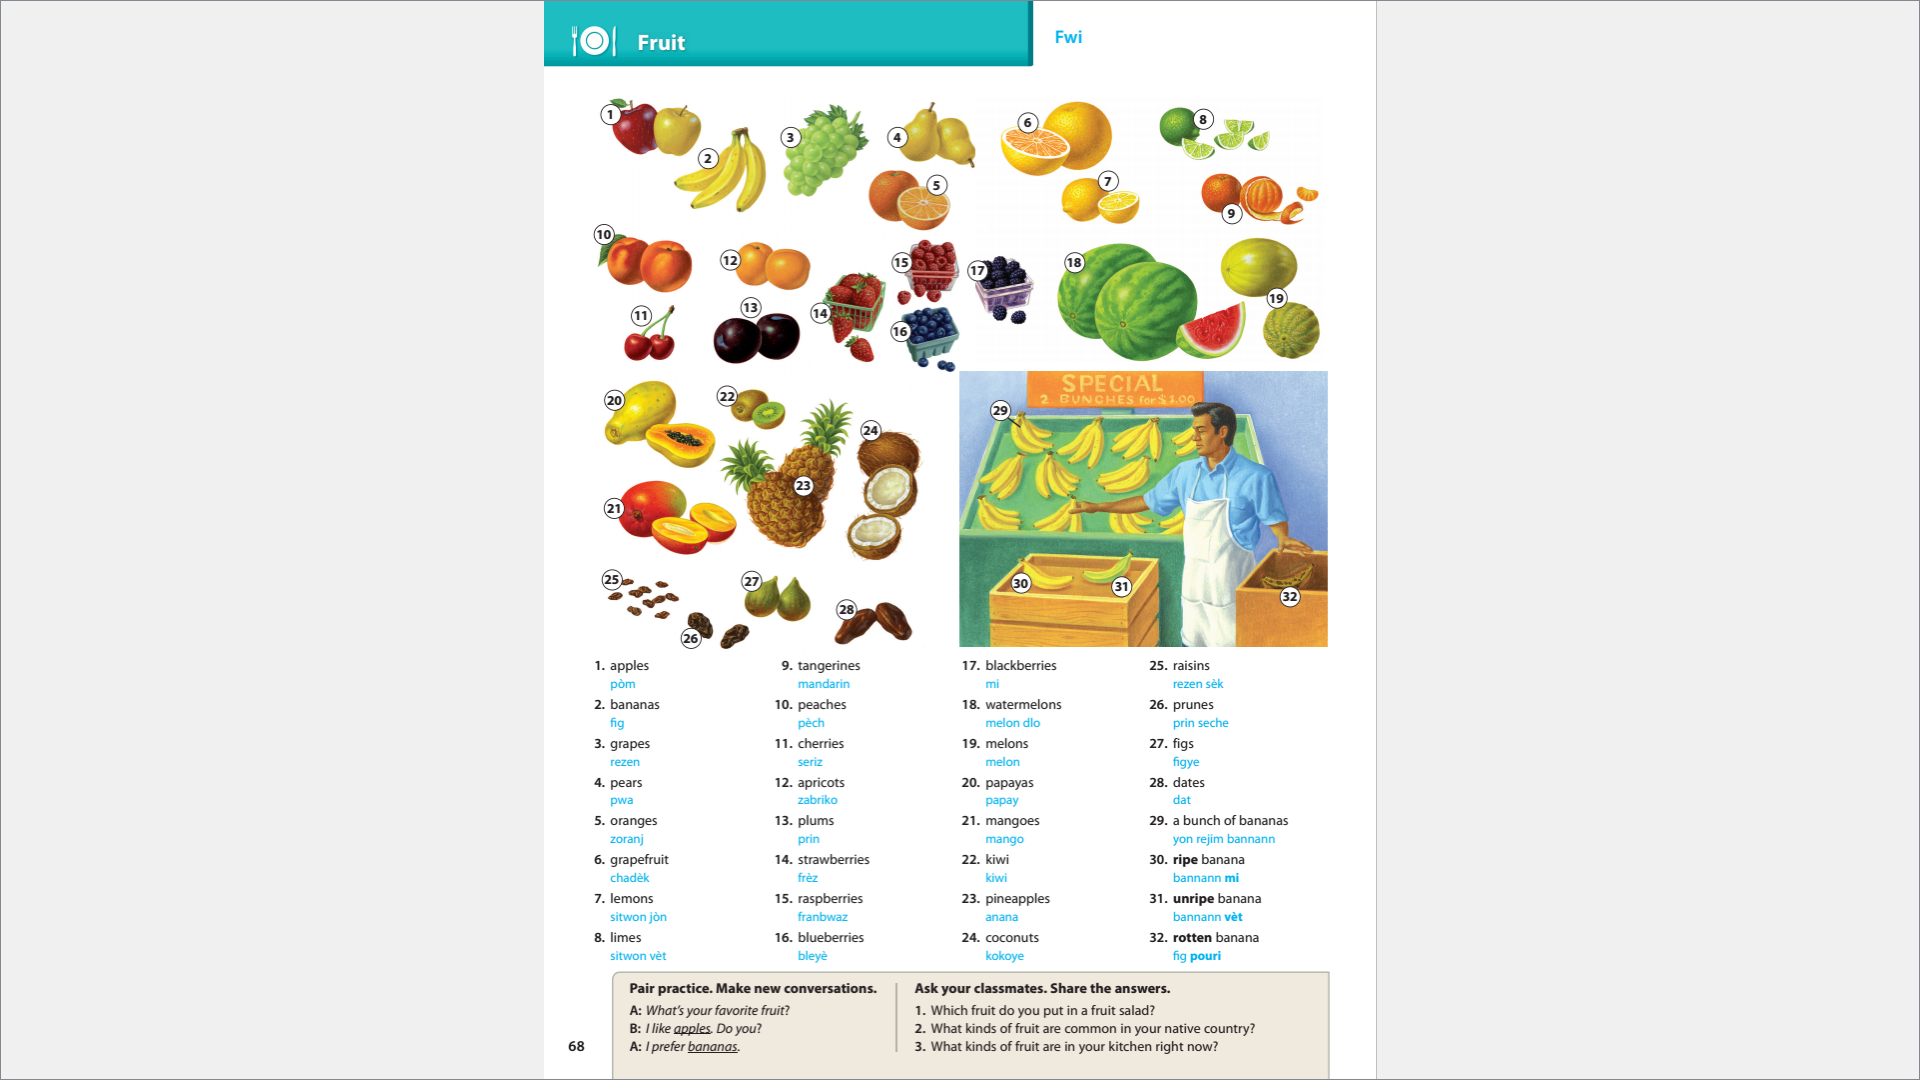 Fruit
Fwi
1
2
3
4
5
6
7
8
9
10
11
12
13
14
15
16
17
18
19
20
21
22
23
24
25
26
27
28
SPECIAL
2 BUNCHES for $1.00
29
30
31
32
1. apples
pòm
2. bananas
fig
3. grapes
rezen
4. pears
pwa
5. oranges
zoranj
6. grapefruit
chadèk
7. lemons
sitwon jòn
8. limes
sitwon vèt
9. tangerines
mandarin
10. peaches
pèch
11. cherries
seriz
12. apricots
zabriko
13. plums
prin
14. strawberries
frèz
15. raspberries
franbwaz
16. blueberries
bleyè
17. blackberries
mi
18. watermelons
melon dlo
19. melons
melon
20. papayas
papay
21. mangoes
mango
22. kiwi
kiwi
23. pineapples
anana
24. coconuts
kokoye
25. raisins
rezen sèk
26. prunes
prin seche
27. figs
figye
28. dates
dat
29. a bunch of bananas
yon rejim bannann
30. ripe banana
bannann mi
31. unripe banana
bannann vèt
32. rotten banana
fig pouri
Pair practice. Make new conversations.
A: What's your favorite fruit?
B: I like apples. Do you?
A: I prefer bananas.
Ask your classmates. Share the answers.
1. Which fruit do you put in a fruit salad?
2. What kinds of fruit are common in your native country?
3. What kinds of fruit are in your kitchen right now?
68